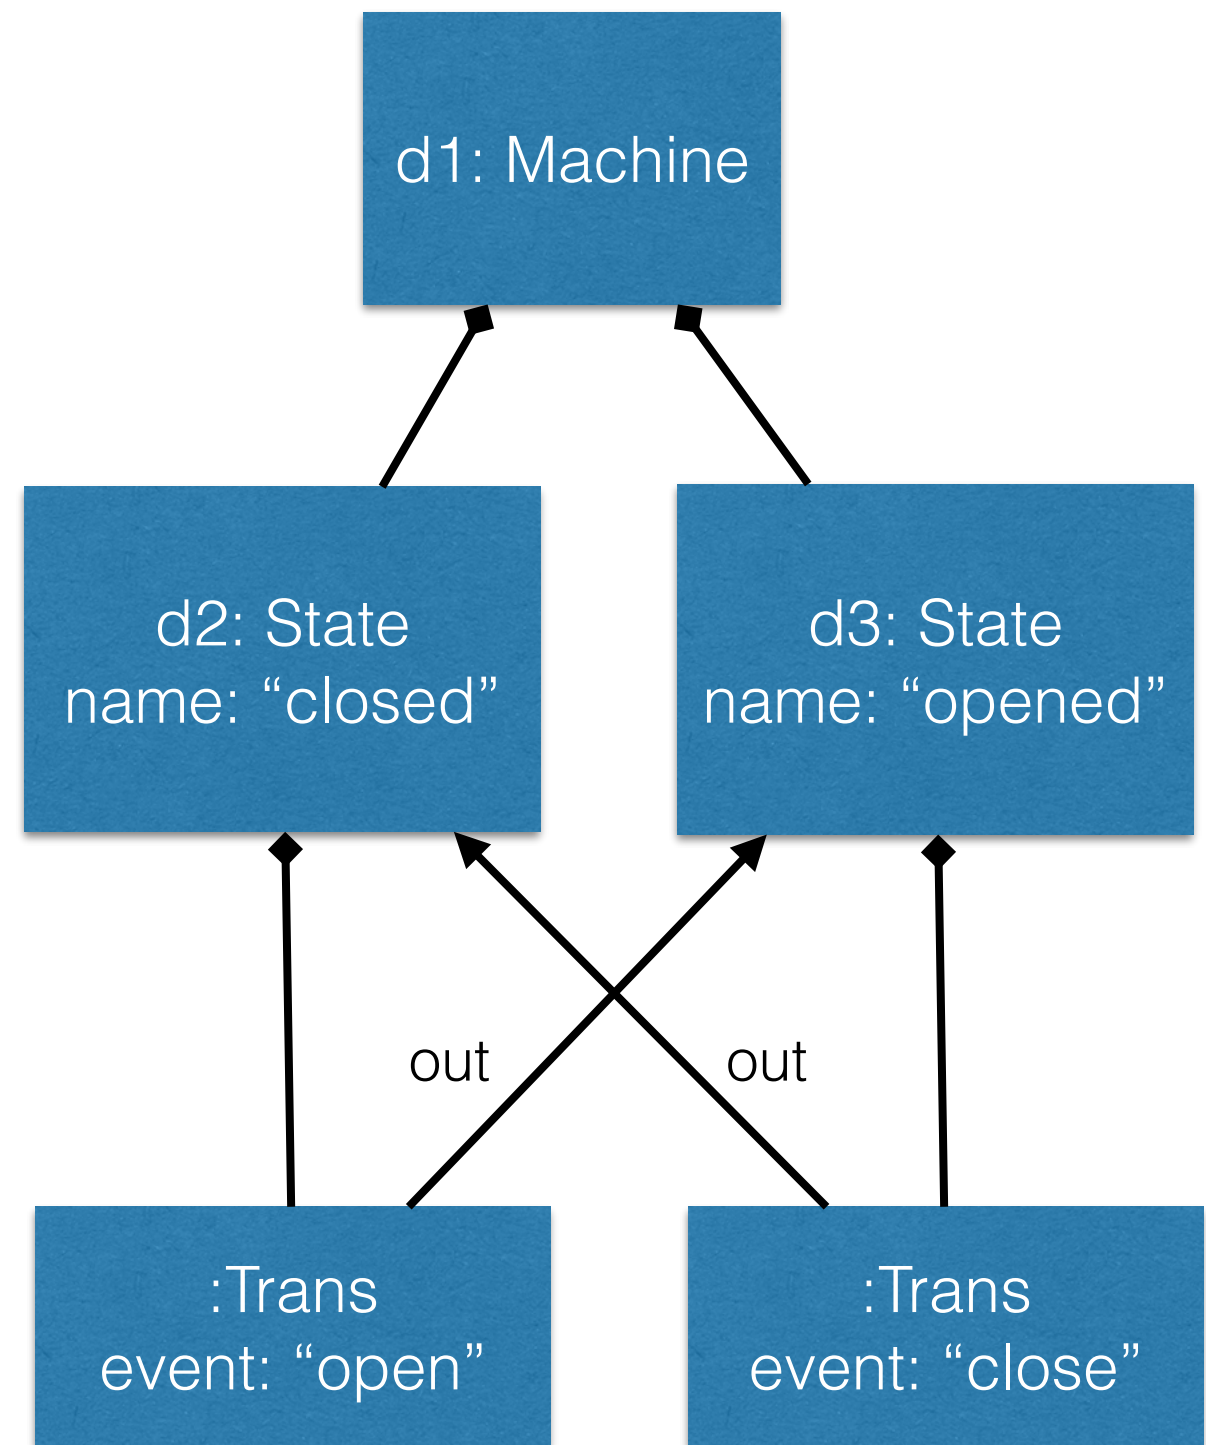 d1: Machine
d2: State
name: “closed”
d3: State
name: “opened”
out
out
:Trans
event: “open”
:Trans
event: “close”